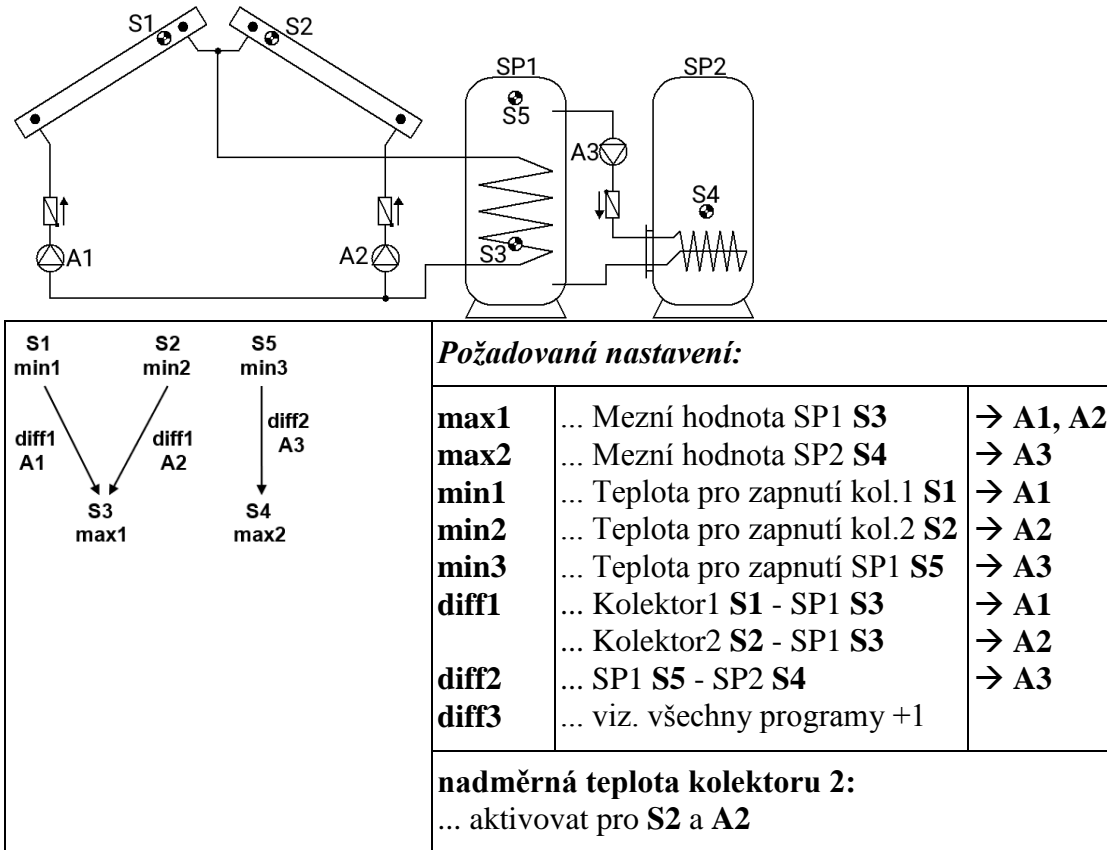 S1 S2
SP1 SP2
S5
A3
S4
S3
A1 A2
S1 S2 S5
min1 min2 min3
diff1 diff1 diff2
A1 A2 A3
S3 S4
max1 max2
Požadovaná nastavení:
max1 ... Mezní hodnota SP1 S3 → A1, A2
max2 ... Mezní hodnota SP2 S4 → A3
min1 ... Teplota pro zapnutí kol.1 S1 → A1
min2 ... Teplota pro zapnutí kol.2 S2 → A2
min3 ... Teplota pro zapnutí SP1 S5 → A3
diff1 ... Kolektor1 S1 - SP1 S3 → A1
... Kolektor2 S2 - SP1 S3 → A2
diff2 ... SP1 S5 - SP2 S4 → A3
diff3 ... viz. všechny programy +1
nadměrná teplota kolektoru 2:
... aktivovat pro S2 a A2